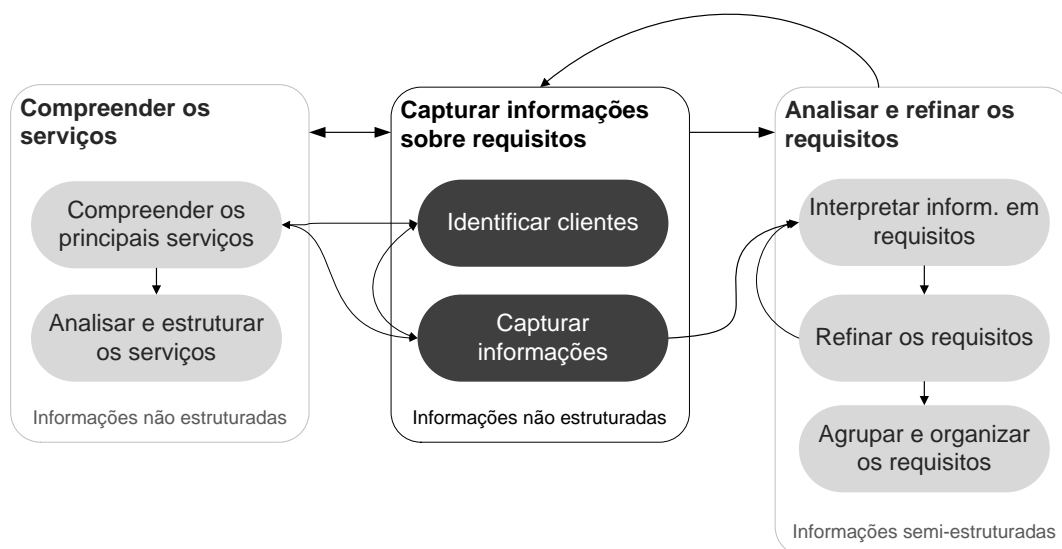 Compreender os
serviços
Compreender os
principais serviços
Analisar e estruturar
os serviços
Informações não estruturadas
Capturar informações
sobre requisitos
Identificar clientes
Capturar
informações
Informações não estruturadas
Analisar e refinar os
requisitos
Interpretar inform. em
requisitos
Refinar os requisitos
Agrupar e organizar
os requisitos
Informações semi-estruturadas